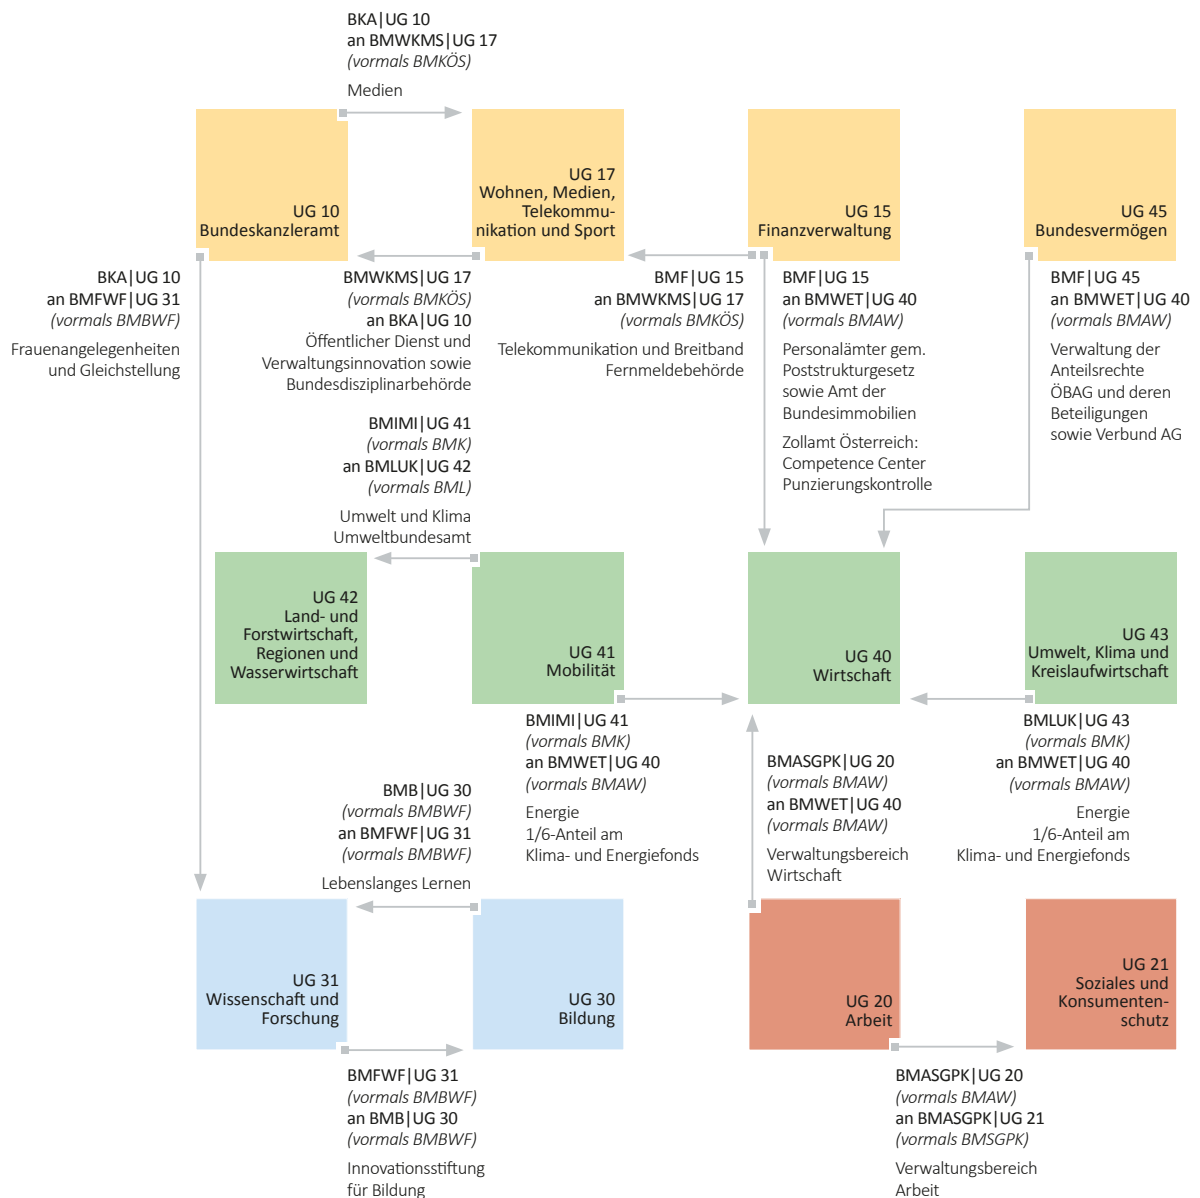 BKA|UG 10
an BMWKMS|UG 17
(vormals BMKÖS)
Medien
UG 10
Bundeskanzleramt
UG 17
Wohnen, Medien,
Telekommu-
nikation und Sport
UG 15
Finanzverwaltung
UG 45
Bundesvermögen
BKA|UG 10
an BMFWF|UG 31
(vormals BMBWF)
Frauenangelegenheiten
und Gleichstellung
BMWKMS|UG 17
(vormals BMKÖS)
an BKA|UG 10
Öffentlicher Dienst und
Verwaltungsinnovation sowie
Bundesdisziplinarbehörde
BMF|UG 15
an BMWKMS|UG 17
(vormals BMKÖS)
Telekommunikation und Breitband
Fernmeldebehörde
BMF|UG 15
an BMWET|UG 40
(vormals BMAW)
Personalämter gem.
Poststrukturgesetz
sowie Amt der
Bundesimmobilien
Zollamt Österreich:
Competence Center
Punzierungskontrolle
BMF|UG 45
an BMWET|UG 40
(vormals BMAW)
Verwaltung der
Anteilsrechte
ÖBAG und deren
Beteiligungen
sowie Verbund AG
BMIMI|UG 41
(vormals BMK)
an BMLUK|UG 42
(vormals BML)
Umwelt und Klima
Umweltbundesamt
UG 42
Land- und
Forstwirtschaft,
Regionen und
Wasserwirtschaft
UG 41
Mobilität
UG 40
Wirtschaft
UG 43
Umwelt, Klima und
Kreislaufwirtschaft
BMIMI|UG 41
(vormals BMK)
an BMWET|UG 40
(vormals BMAW)
Energie
1/6-Anteil am
Klima- und Energiefonds
BMASGPK|UG 20
(vormals BMAW)
an BMWET|UG 40
(vormals BMAW)
Verwaltungsbereich
Wirtschaft
BMLUK|UG 43
(vormals BMK)
an BMWET|UG 40
(vormals BMAW)
Energie
1/6-Anteil am
Klima- und Energiefonds
BMB|UG 30
(vormals BMBWF)
an BMFWF|UG 31
(vormals BMBWF)
Lebenslanges Lernen
UG 31
Wissenschaft und
Forschung
UG 30
Bildung
UG 20
Arbeit
UG 21
Soziales und
Konsumenten-
schutz
BMFWF|UG 31
(vormals BMBWF)
an BMB|UG 30
(vormals BMBWF)
Innovationsstiftung
für Bildung
BMASGPK|UG 20
(vormals BMAW)
an BMASGPK|UG 21
(vormals BMSGPK)
Verwaltungsbereich
Arbeit